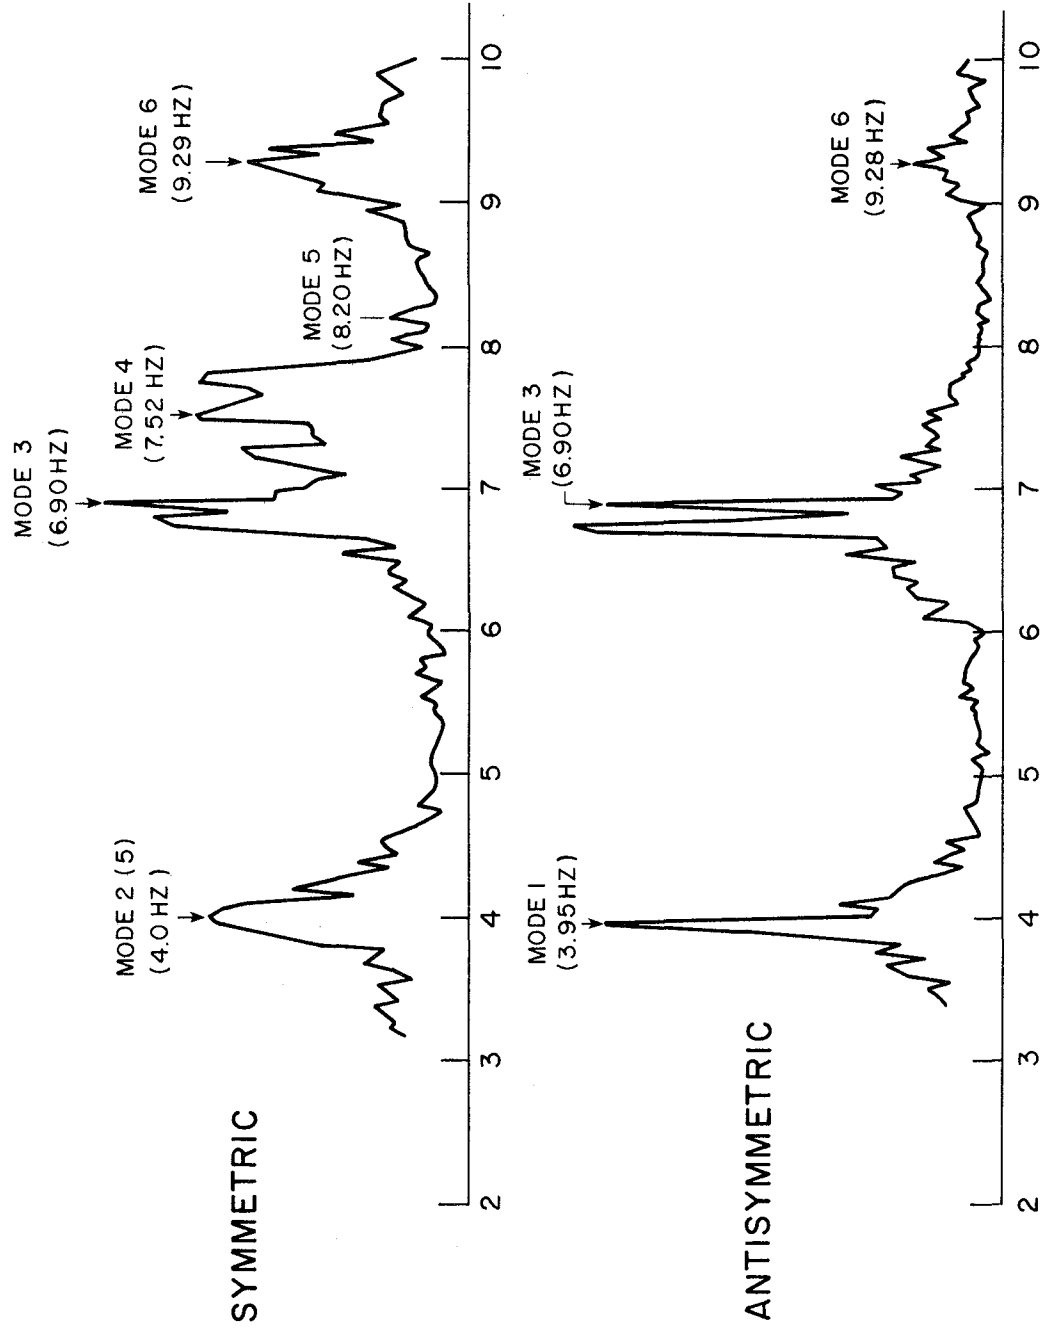 SYMMETRIC
MODE 2 (5)
(4.0 HZ)
MODE 3
(6.90 HZ)
MODE 4
(7.52 HZ)
MODE 5
(8.20 HZ)
MODE 6
(9.29 HZ)
2 3 4 5 6 7 8 9 10
ANTISYMMETRIC
MODE 1
(3.95 HZ)
MODE 3
(6.90 HZ)
MODE 6
(9.28 HZ)
2 3 4 5 6 7 8 9 10